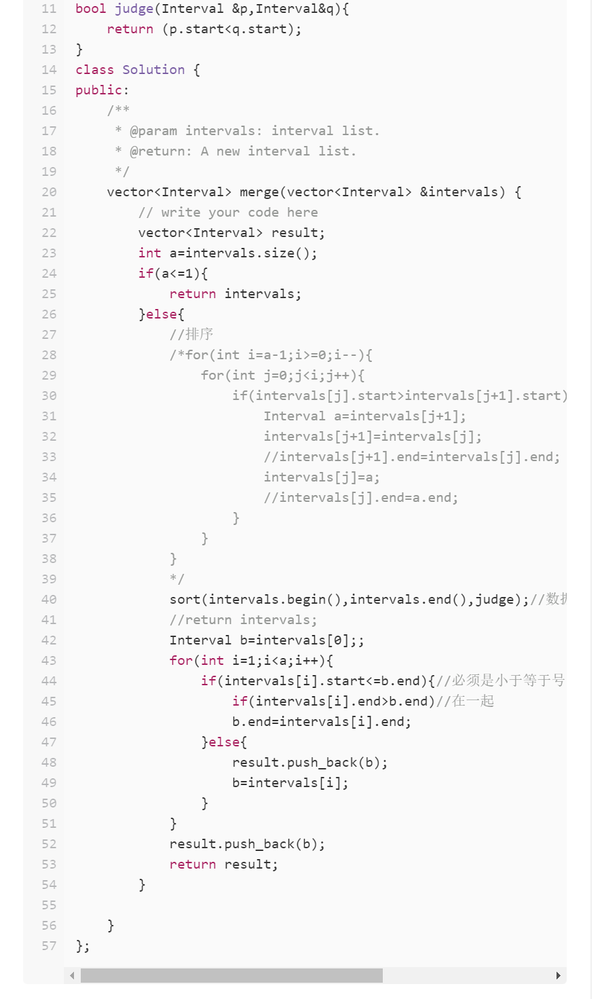 11 bool judge(Interval &p,Interval&q){
12     return (p.start<q.start);
13 }
14 class Solution {
15 public:
16     /**
17      * @param intervals: interval list.
18      * @return: A new interval list.
19      */
20     vector<Interval> merge(vector<Interval> &intervals) {
21         // write your code here
22         vector<Interval> result;
23         int a=intervals.size();
24         if(a<=1){
25             return intervals;
26         }else{
27             //排序
28             /*for(int i=a-1;i>=0;i--){
29                 for(int j=0;j<i;j++){
30                     if(intervals[j].start>intervals[j+1].start)
31                         Interval a=intervals[j+1];
32                         intervals[j+1]=intervals[j];
33                         //intervals[j+1].end=intervals[j].end;
34                         intervals[j]=a;
35                         //intervals[j].end=a.end;
36                     }
37                 }
38             }
39             */
40             sort(intervals.begin(),intervals.end(),judge);//数
41             //return intervals;
42             Interval b=intervals[0];;
43             for(int i=1;i<a;i++){
44                 if(intervals[i].start<=b.end){//必须是小于等于号
45                     if(intervals[i].end>b.end)//在一起
46                     b.end=intervals[i].end;
47                 }else{
48                     result.push_back(b);
49                     b=intervals[i];
50                 }
51             }
52             result.push_back(b);
53             return result;
54         }
55
56     }
57 };